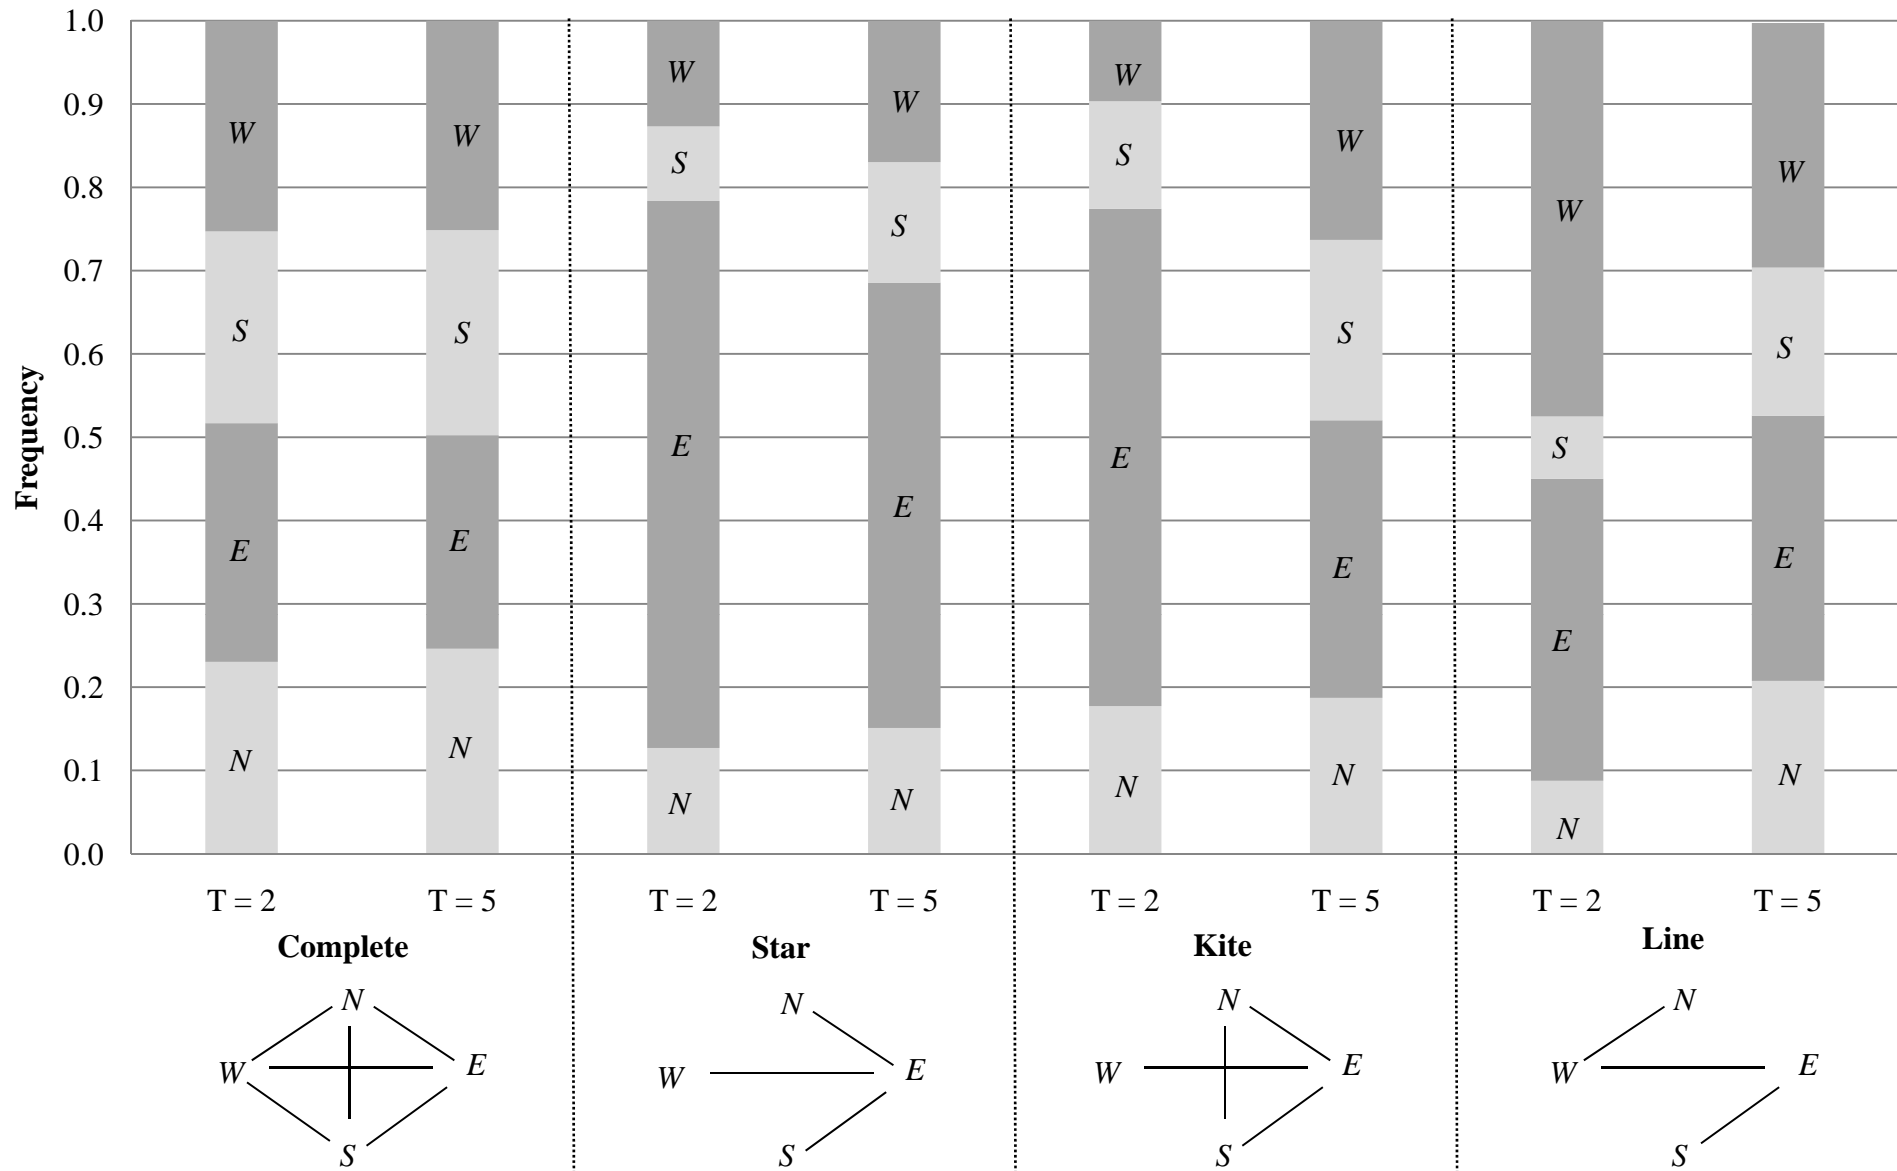 1.0
0.9
0.8
0.7
0.6
0.5
0.4
0.3
0.2
0.1
0.0
Frequency
W
S
E
N
W
S
E
N
W
S
E
N
W
S
E
N
W
S
E
N
W
S
E
N
W
S
E
N
W
S
E
N
T = 2 T = 5 T = 2 T = 5 T = 2 T = 5 T = 2 T = 5
Complete Star Kite Line
N
W E
S
N
W E
S
N
W E
S
N
W E
S